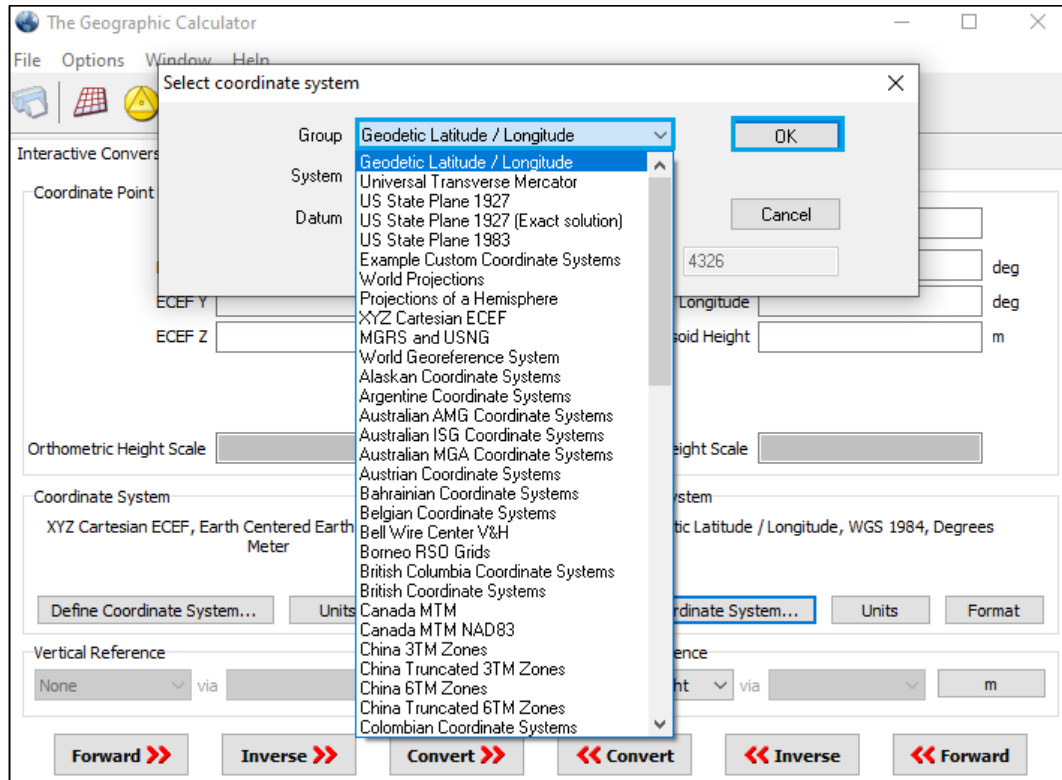 The Geographic Calculator
File Options Window Help
Select coordinate system
Group Geodetic Latitude / Longitude OK
System
Datum
Cancel
4326
Geodetic Latitude / Longitude
Universal Transverse Mercator
US State Plane 1927
US State Plane 1927 (Exact solution)
US State Plane 1983
Example Custom Coordinate Systems
World Projections
Projections of a Hemisphere
XYZ Cartesian ECEF
MGRS and USNG
World Georeference System
Alaskan Coordinate Systems
Argentine Coordinate Systems
Australian AMG Coordinate Systems
Australian ISG Coordinate Systems
Australian MGA Coordinate Systems
Austrian Coordinate Systems
Bahrainian Coordinate Systems
Belgian Coordinate Systems
Bell Wire Center V&H
Borneo RSO Grids
British Columbia Coordinate Systems
British Coordinate Systems
Canada MTM
Canada MTM NAD83
China 3TM Zones
China Truncated 3TM Zones
China 6TM Zones
China Truncated 6TM Zones
Colombian Coordinate Systems
Interactive Convers
Coordinate Point
deg
ECEF Y Longitude deg
ECEF Z soid Height m
Orthometric Height Scale eight Scale
Coordinate System ystem
XYZ Cartesian ECEF, Earth Centered Earth tic Latitude / Longitude, WGS 1984, Degrees
Meter
Define Coordinate System... Units rdinate System... Units Format
Vertical Reference ence
None via ht via m
Forward Inverse Convert Convert Inverse Forward